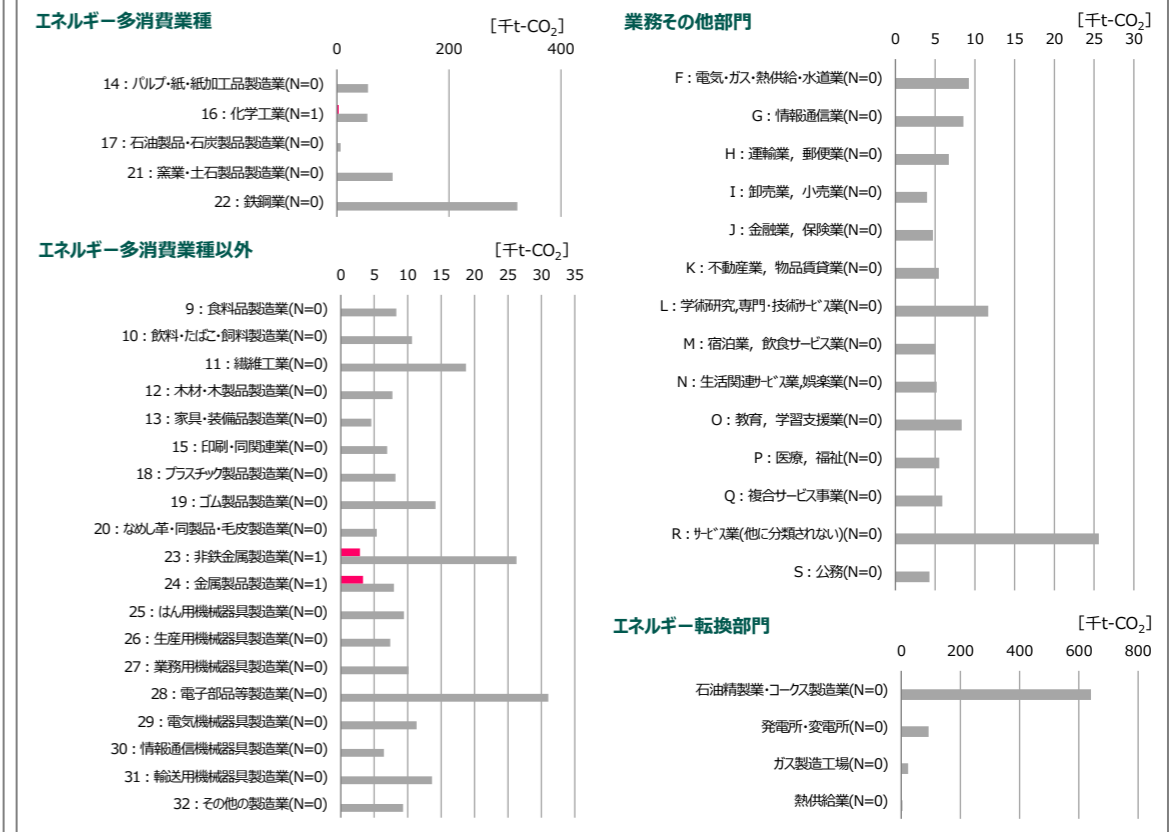 エネルギー多消費業種
[千t-CO₂]
0 200 400
14：パルプ・紙・紙加工品製造業(N=0)
16：化学工業(N=1)
17：石油製品・石炭製品製造業(N=0)
21：窯業・土石製品製造業(N=0)
22：鉄鋼業(N=0)
エネルギー多消費業種以外
[千t-CO₂]
0 5 10 15 20 25 30 35
9：食料品製造業(N=0)
10：飲料・たばこ・飼料製造業(N=0)
11：繊維工業(N=0)
12：木材・木製品製造業(N=0)
13：家具・装備品製造業(N=0)
15：印刷・同関連業(N=0)
18：プラスチック製品製造業(N=0)
19：ゴム製品製造業(N=0)
20：なめし革・同製品・毛皮製造業(N=0)
23：非鉄金属製造業(N=1)
24：金属製品製造業(N=1)
25：はん用機械器具製造業(N=0)
26：生産用機械器具製造業(N=0)
27：業務用機械器具製造業(N=0)
28：電子部品等製造業(N=0)
29：電気機械器具製造業(N=0)
30：情報通信機械器具製造業(N=0)
31：輸送用機械器具製造業(N=0)
32：その他の製造業(N=0)
業務その他部門
[千t-CO₂]
0 5 10 15 20 25 30
F：電気・ガス・熱供給・水道業(N=0)
G：情報通信業(N=0)
H：運輸業，郵便業(N=0)
I：卸売業，小売業(N=0)
J：金融業，保険業(N=0)
K：不動産業，物品賃貸業(N=0)
L：学術研究,専門・技術サービス業(N=0)
M：宿泊業，飲食サービス業(N=0)
N：生活関連サービス業,娯楽業(N=0)
O：教育，学習支援業(N=0)
P：医療，福祉(N=0)
Q：複合サービス事業(N=0)
R：サービス業(他に分類されない)(N=0)
S：公務(N=0)
エネルギー転換部門
[千t-CO₂]
0 200 400 600 800
石油精製業・コークス製造業(N=0)
発電所・変電所(N=0)
ガス製造工場(N=0)
熱供給業(N=0)